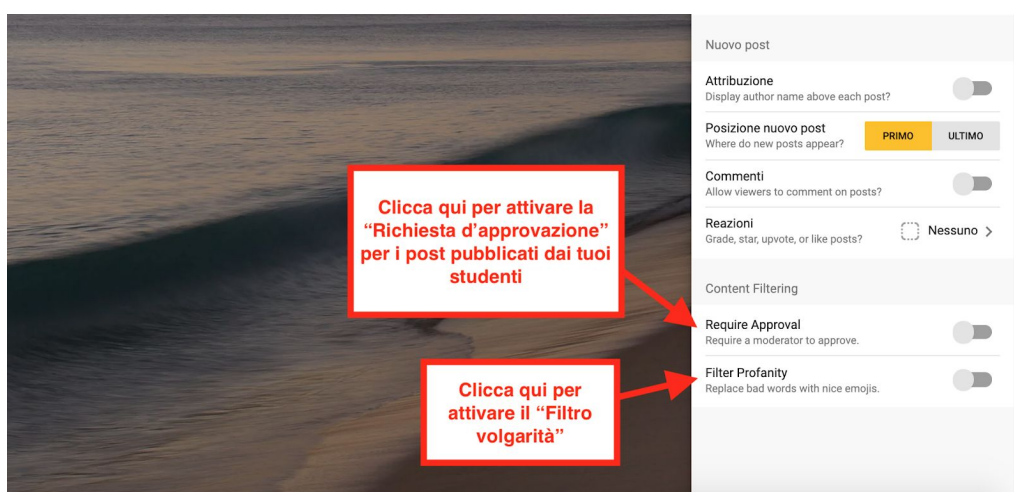 Nuovo post
Attribuzione
Display author name above each post?
Posizione nuovo post
Where do new posts appear?
PRIMO
ULTIMO
Commenti
Allow viewers to comment on posts?
Reazioni
Grade, star, upvote, or like posts?
Nessuno
Content Filtering
Require Approval
Require a moderator to approve.
Filter Profanity
Replace bad words with nice emojis.
Clicca qui per attivare la
“Richiesta d’approvazione”
per i post pubblicati dai tuoi
studenti
Clicca qui per
attivare il “Filtro
volgarità”